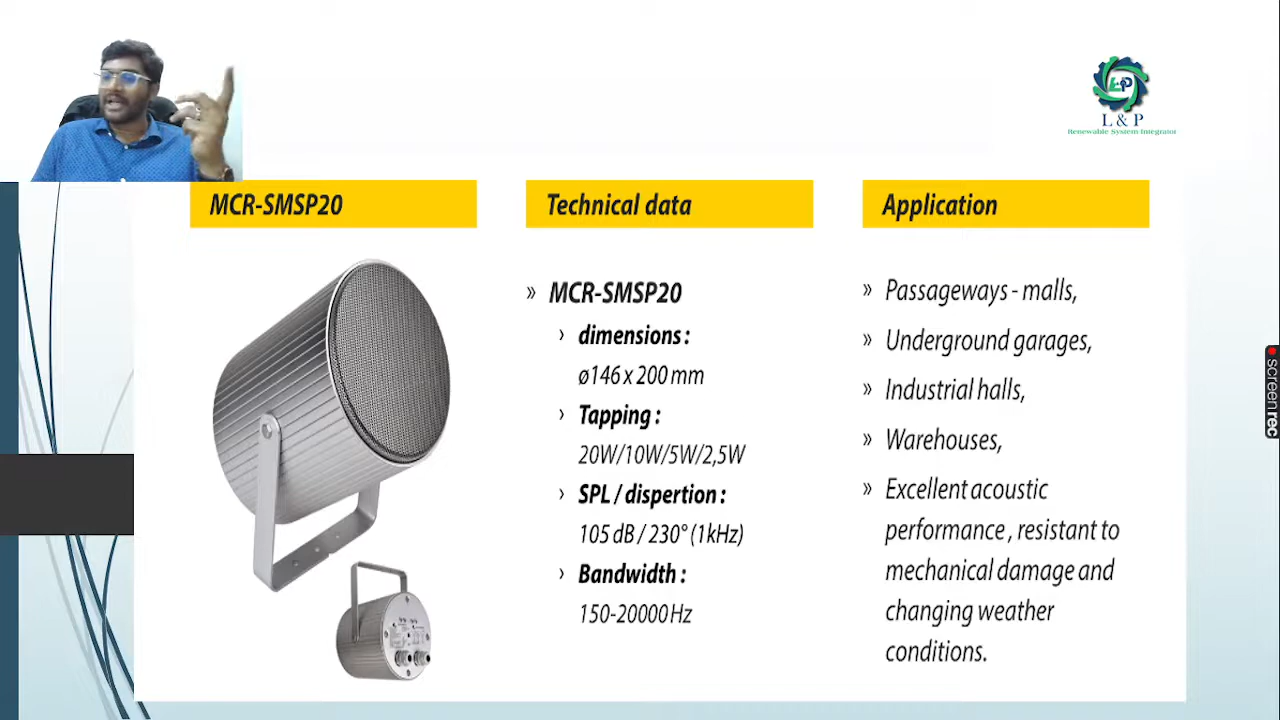 L&P
L & P
Renewable System Integrator
MCR-SMSP20
Technical data
Application
» MCR-SMSP20
› dimensions :
ø146 x 200 mm
› Tapping :
20W/10W/5W/2,5W
› SPL / dispertion :
105 dB / 230° (1kHz)
› Bandwidth :
150-20000 Hz
» Passageways - malls,
» Underground garages,
» Industrial halls,
» Warehouses,
» Excellent acoustic
performance , resistant to
mechanical damage and
changing weather
conditions.
screenrec